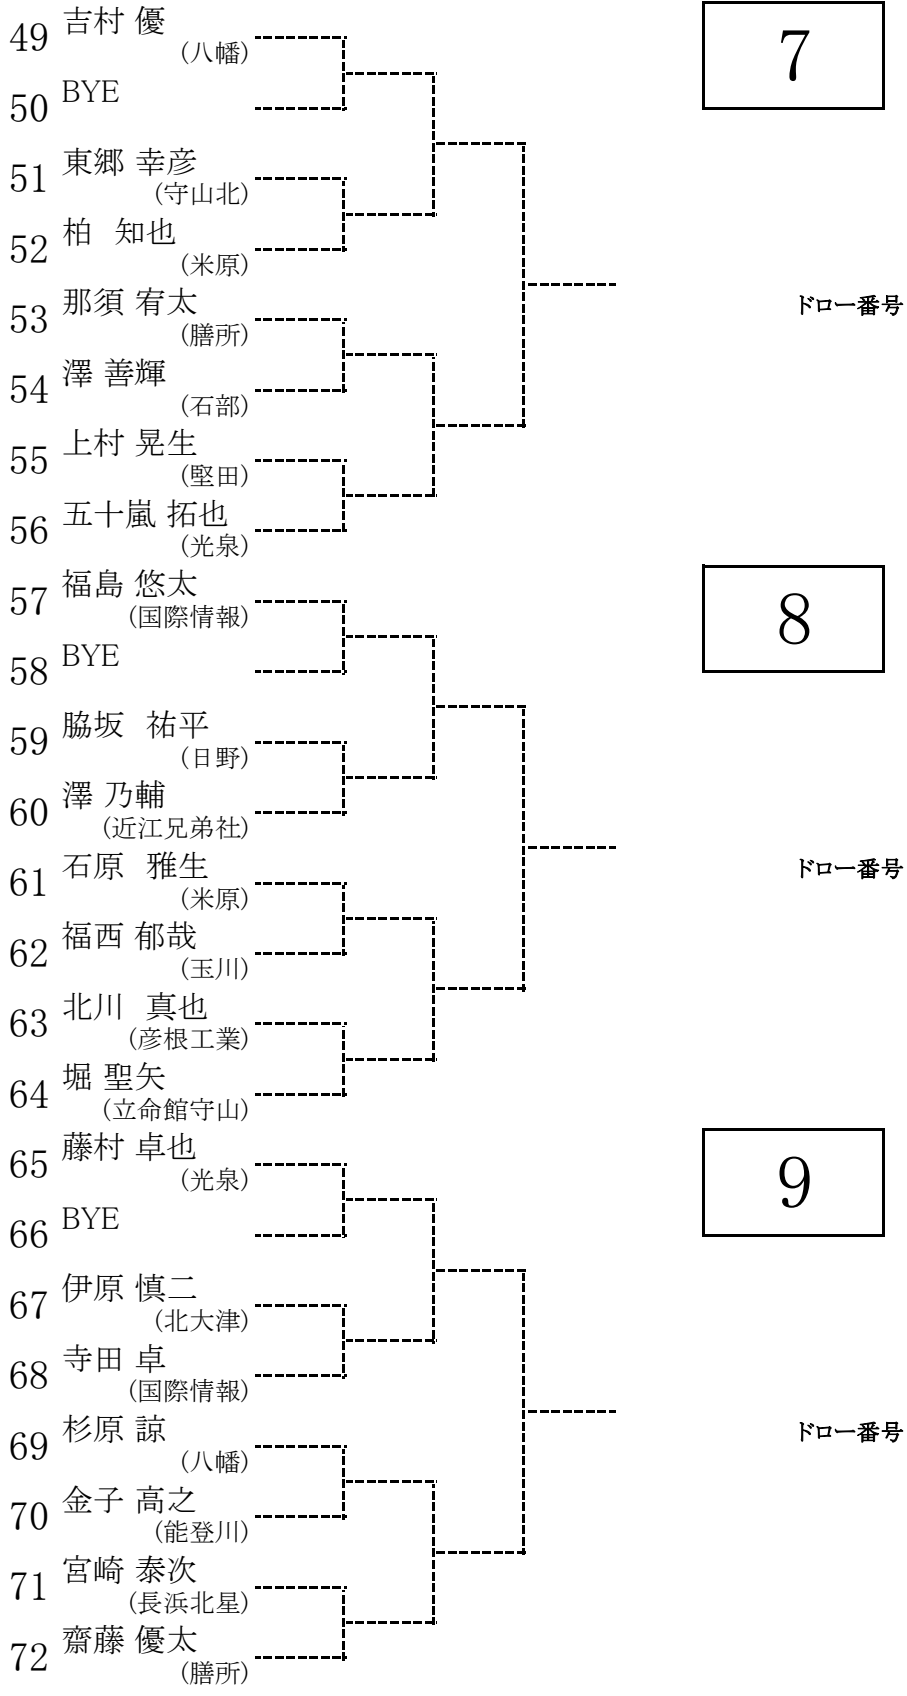 49 吉村 優
(八幡)
7
50 BYE
51 東郷 幸彦
(守山北)
52 柏 知也
(米原)
53 那須 宥太
(膳所)
ドロー番号
54 澤 善輝
(石部)
55 上村 晃生
(堅田)
56 五十嵐 拓也
(光泉)
57 福島 悠太
(国際情報)
8
58 BYE
59 脇坂 祐平
(日野)
60 澤 乃輔
(近江兄弟社)
61 石原 雅生
(米原)
ドロー番号
62 福西 郁哉
(玉川)
63 北川 真也
(彦根工業)
64 堀 聖矢
(立命館守山)
65 藤村 卓也
(光泉)
9
66 BYE
67 伊原 慎二
(北大津)
68 寺田 卓
(国際情報)
69 杉原 諒
(八幡)
ドロー番号
70 金子 高之
(能登川)
71 宮崎 泰次
(長浜北星)
72 齋藤 優太
(膳所)